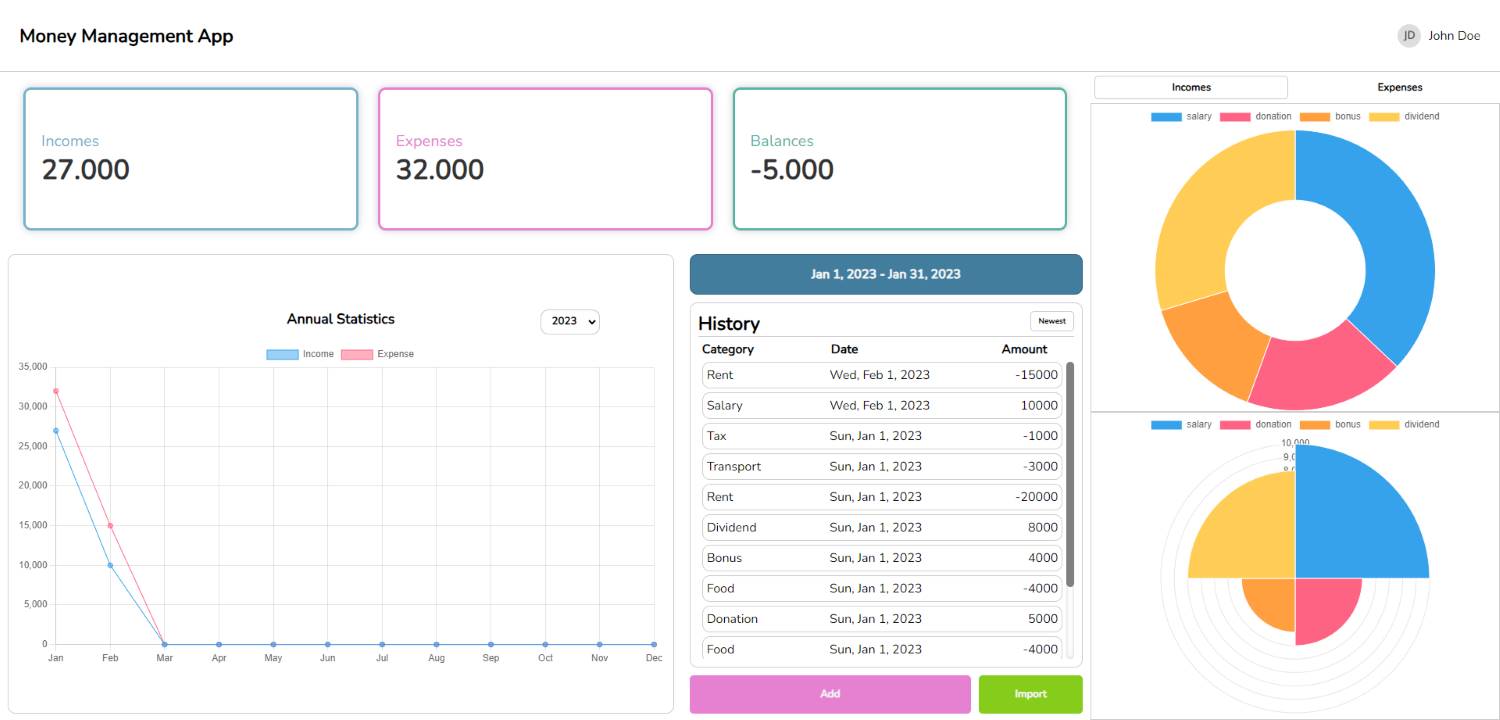 Money Management App
JD John Doe
Incomes
27.000
Expenses
32.000
Balances
-5.000
Annual Statistics
2023
Income Expense
35,000
30,000
25,000
20,000
15,000
10,000
5,000
0
Jan Feb Mar Apr May Jun Jul Aug Sep Oct Nov Dec
Jan 1, 2023 - Jan 31, 2023
History Newest
Category Date Amount
Rent Wed, Feb 1, 2023 -15000
Salary Wed, Feb 1, 2023 10000
Tax Sun, Jan 1, 2023 -1000
Transport Sun, Jan 1, 2023 -3000
Rent Sun, Jan 1, 2023 -20000
Dividend Sun, Jan 1, 2023 8000
Bonus Sun, Jan 1, 2023 4000
Food Sun, Jan 1, 2023 -4000
Donation Sun, Jan 1, 2023 5000
Food Sun, Jan 1, 2023 -4000
Add Import
Incomes Expenses
salary donation bonus dividend
salary donation bonus dividend
10,000